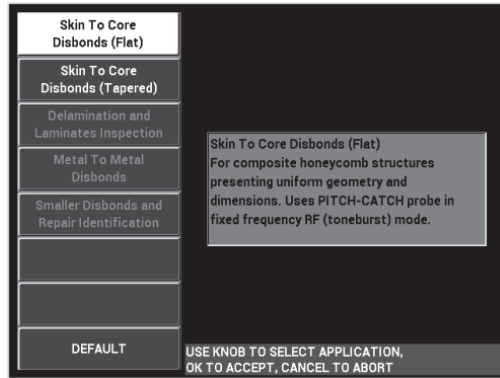 Skin To Core
Disbonds (Flat)
Skin To Core
Disbonds (Tapered)
Delamination and
Laminates Inspection
Metal To Metal
Disbonds
Smaller Disbonds and
Repair Identification
DEFAULT
Skin To Core Disbonds (Flat)
For composite honeycomb structures
presenting uniform geometry and
dimensions. Uses PITCH-CATCH probe in
fixed frequency RF (toneburst) mode.
USE KNOB TO SELECT APPLICATION,
OK TO ACCEPT, CANCEL TO ABORT